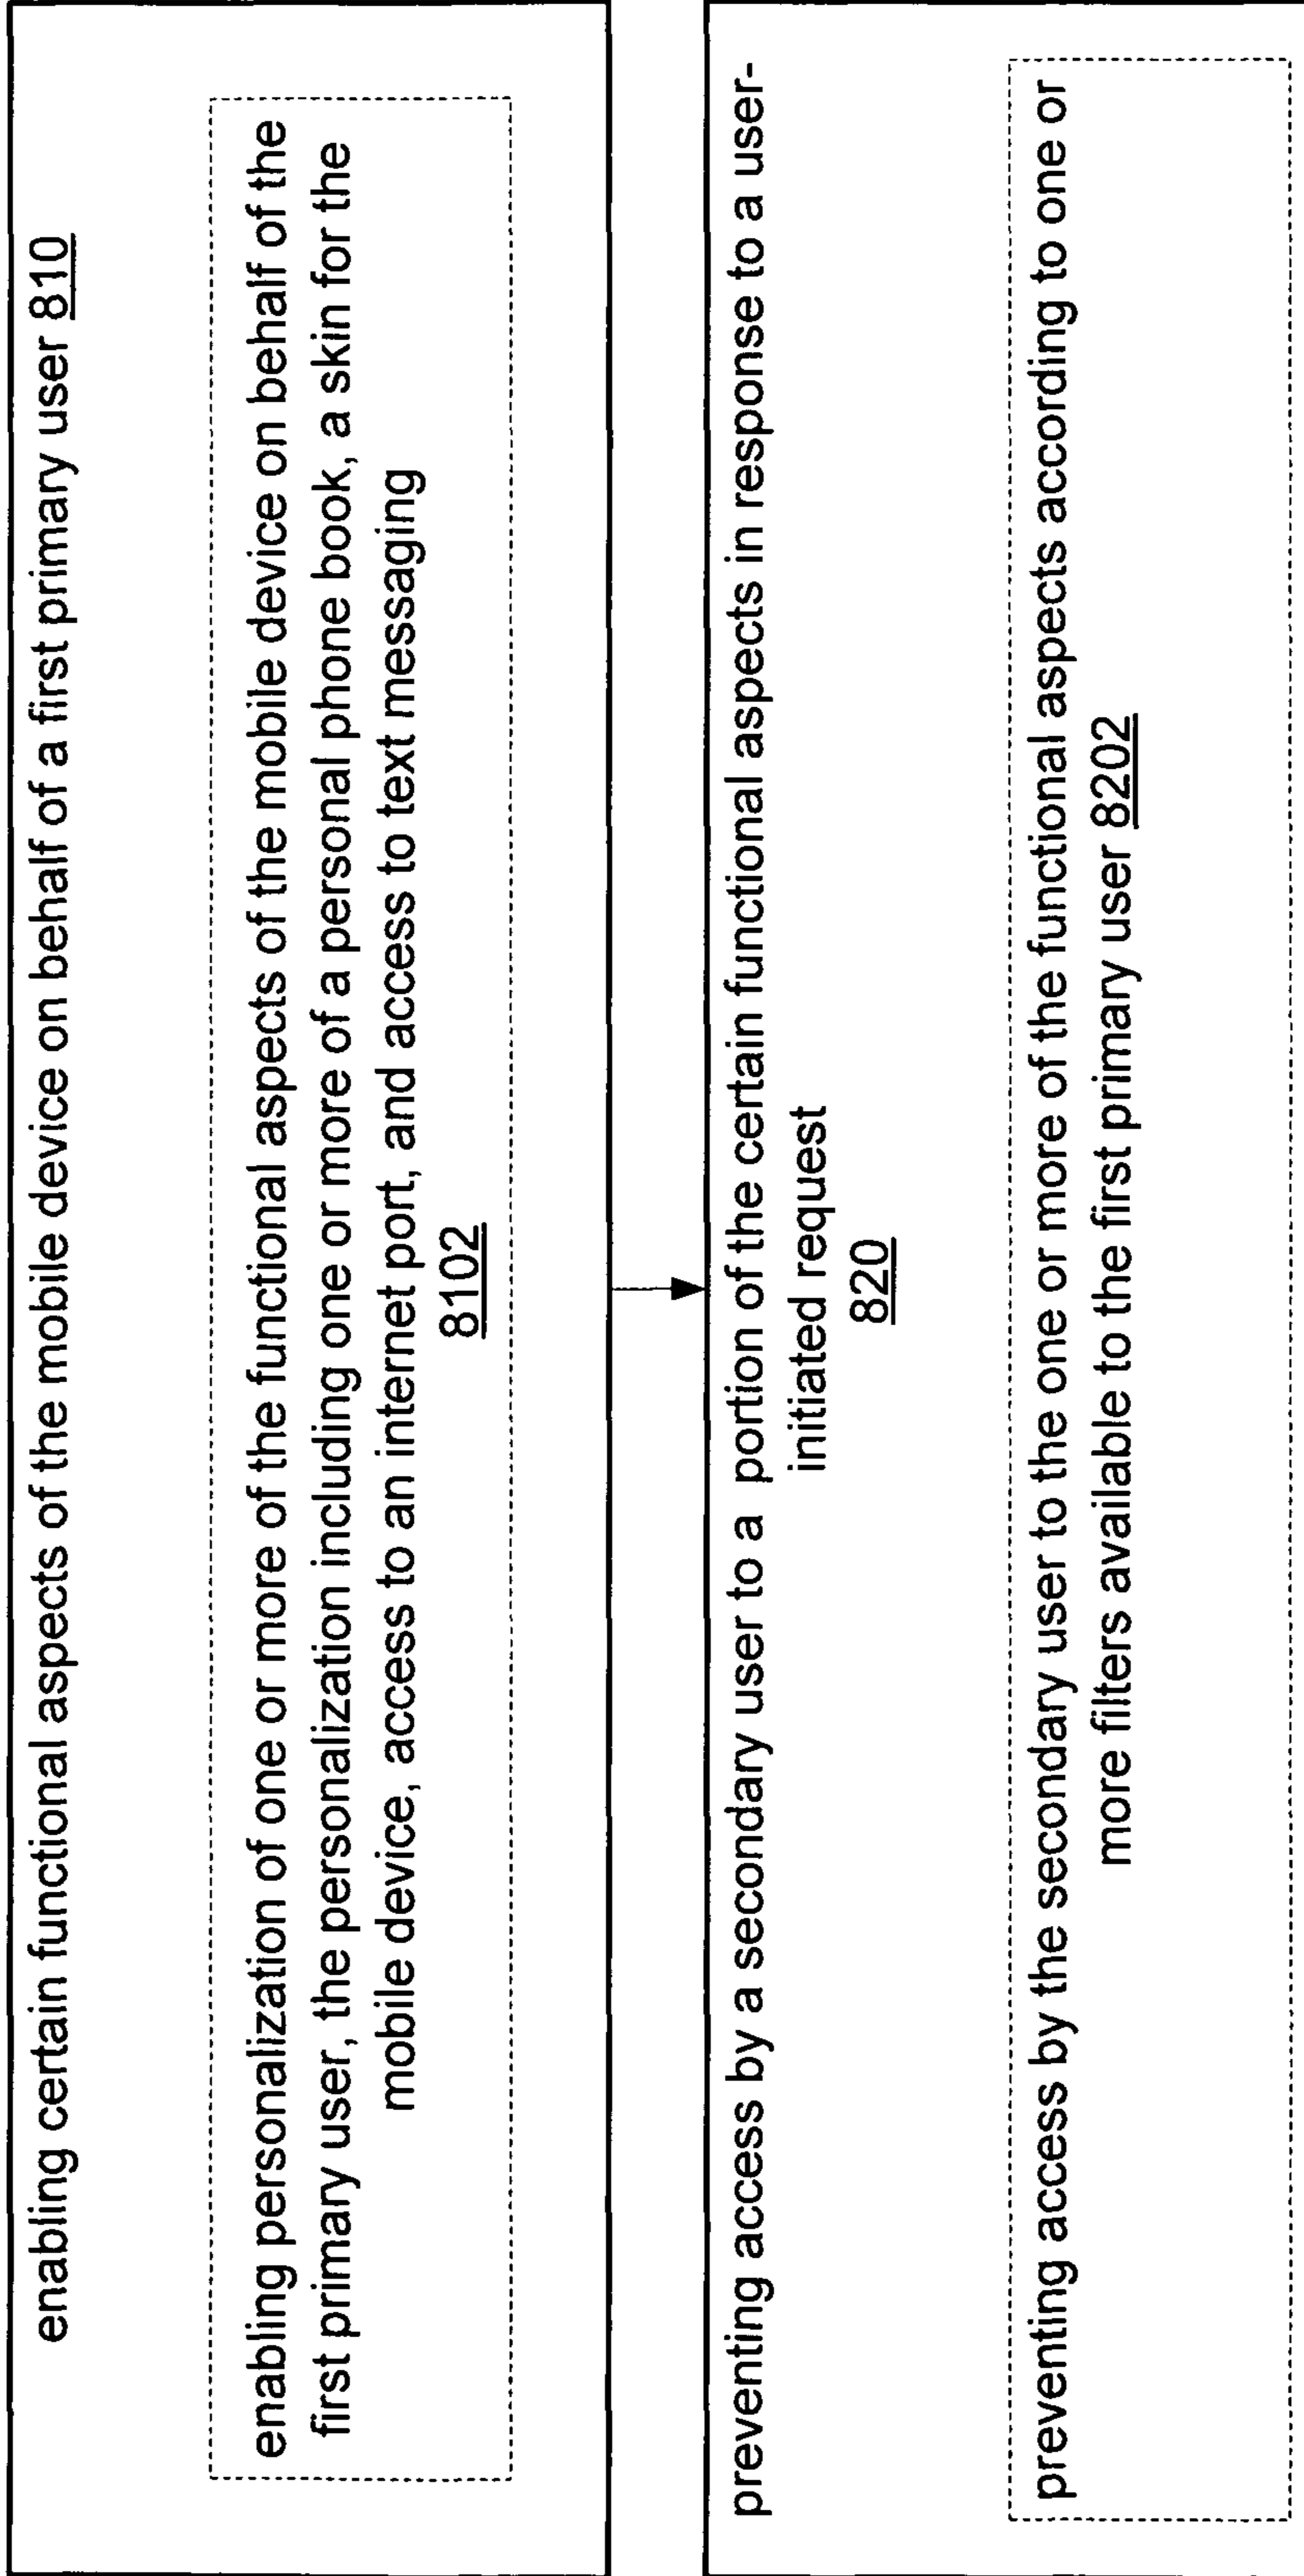 enabling certain functional aspects of the mobile device on behalf of a first primary user 810
enabling personalization of one or more of the functional aspects of the mobile device on behalf of the
first primary user, the personalization including one or more of a personal phone book, a skin for the
mobile device, access to an internet port, and access to text messaging
8102
preventing access by a secondary user to a portion of the certain functional aspects in response to a user-
initiated request
820
preventing access by the secondary user to the one or more of the functional aspects according to one or
more filters available to the first primary user 8202